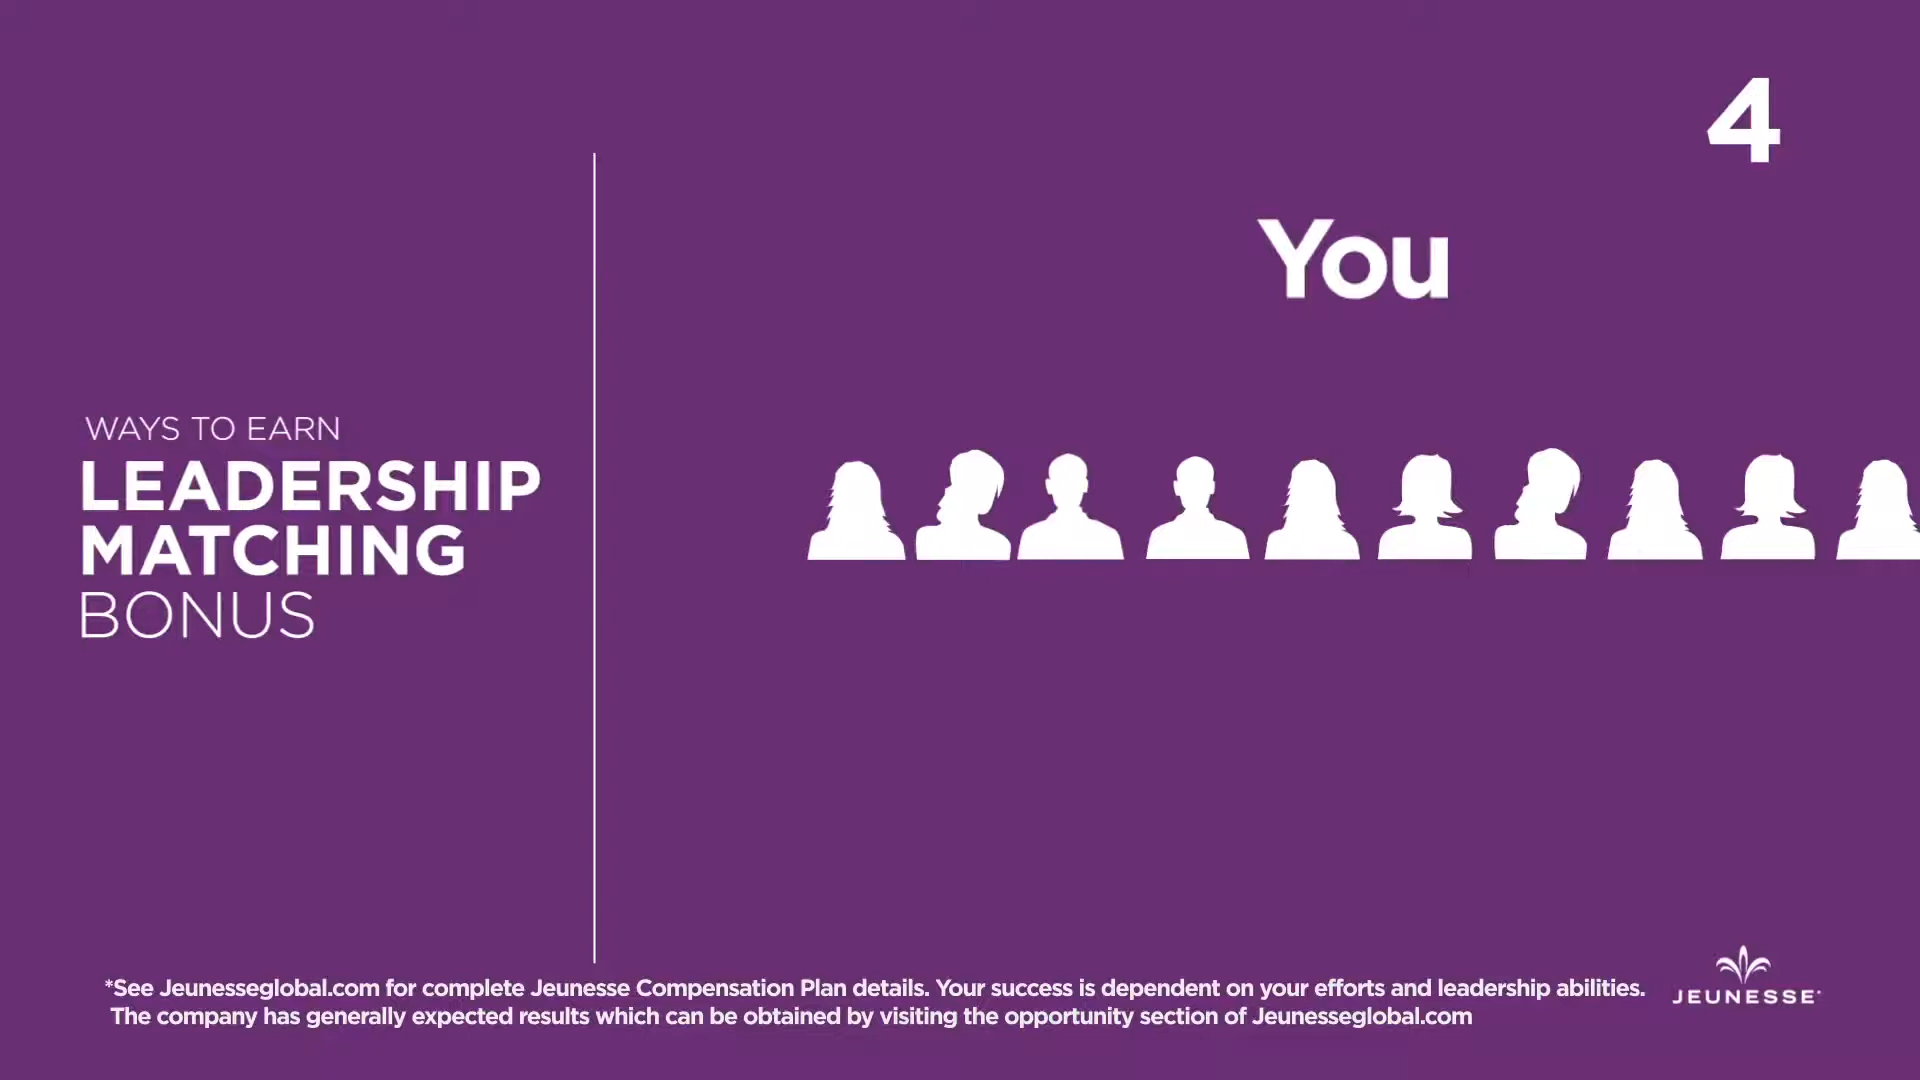 4
You
WAYS TO EARN
LEADERSHIP
MATCHING
BONUS
*See Jeunesseglobal.com for complete Jeunesse Compensation Plan details. Your success is dependent on your efforts and leadership abilities.
The company has generally expected results which can be obtained by visiting the opportunity section of Jeunesseglobal.com
JEUNESSE